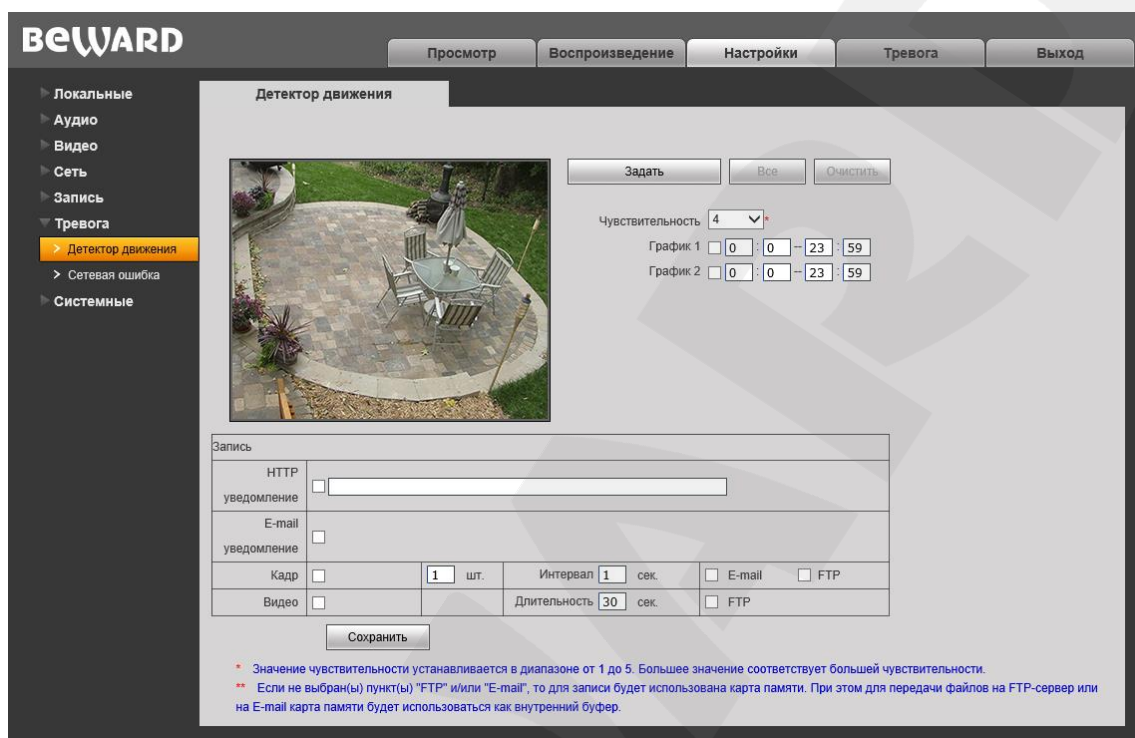 BEWARD
Просмотр Воспроизведение Настройки Тревога Выход
Локальные
Аудио
Видео
Сеть
Запись
Тревога
> Детектор движения
> Сетевая ошибка
Системные
Детектор движения
Задать Все Очистить
Чувствительность 4 *
График 1 0 : 0 -- 23 : 59
График 2 0 : 0 -- 23 : 59
Запись
HTTP
уведомление
E-mail
уведомление
Кадр 1 шт. Интервал 1 сек. E-mail FTP
Видео Длительность 30 сек. FTP
Сохранить
* Значение чувствительности устанавливается в диапазоне от 1 до 5. Большее значение соответствует большей чувствительности.
** Если не выбран(ы) пункт(ы) "FTP" и/или "E-mail", то для записи будет использована карта памяти. При этом для передачи файлов на FTP-сервер или
на E-mail карта памяти будет использоваться как внутренний буфер.